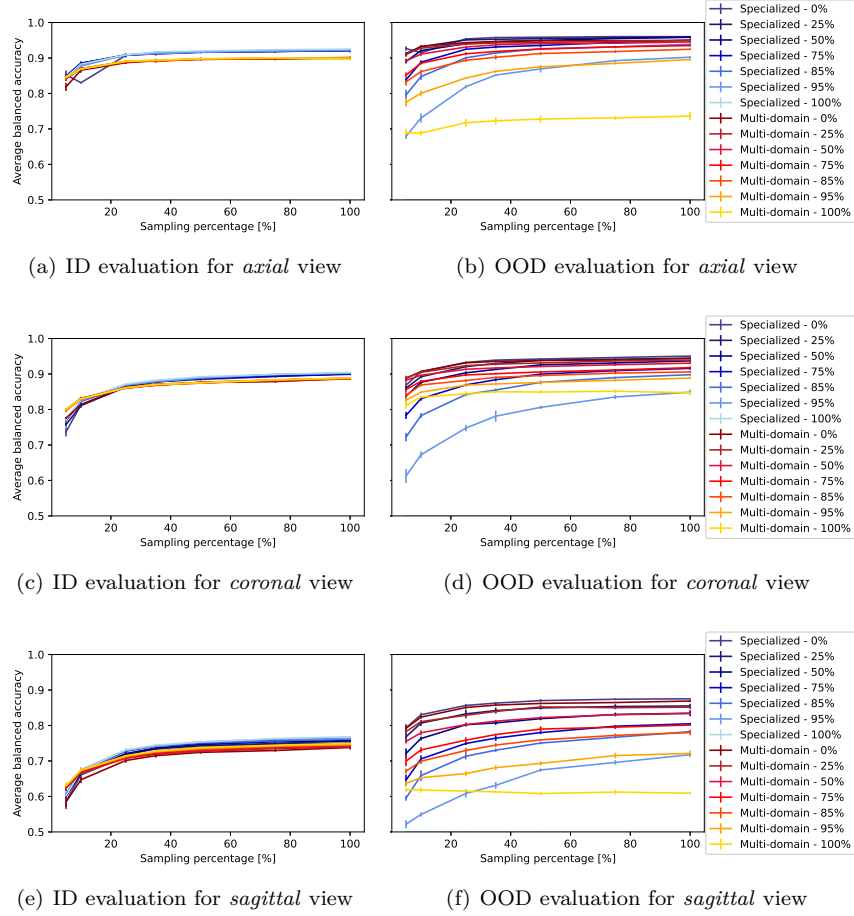 1.0
0.9
0.8
0.7
0.6
0.5
Average balanced accuracy
20
40
60
80
100
Sampling percentage [%]
20
40
60
80
100
Sampling percentage [%]
Specialized - 0%
Specialized - 25%
Specialized - 50%
Specialized - 75%
Specialized - 85%
Specialized - 95%
Specialized - 100%
Multi-domain - 0%
Multi-domain - 25%
Multi-domain - 50%
Multi-domain - 75%
Multi-domain - 85%
Multi-domain - 95%
Multi-domain - 100%
(a) ID evaluation for axial view
(b) OOD evaluation for axial view
1.0
0.9
0.8
0.7
0.6
0.5
Average balanced accuracy
20
40
60
80
100
Sampling percentage [%]
20
40
60
80
100
Sampling percentage [%]
Specialized - 0%
Specialized - 25%
Specialized - 50%
Specialized - 75%
Specialized - 85%
Specialized - 95%
Specialized - 100%
Multi-domain - 0%
Multi-domain - 25%
Multi-domain - 50%
Multi-domain - 75%
Multi-domain - 85%
Multi-domain - 95%
Multi-domain - 100%
(c) ID evaluation for coronal view
(d) OOD evaluation for coronal view
1.0
0.9
0.8
0.7
0.6
0.5
Average balanced accuracy
20
40
60
80
100
Sampling percentage [%]
20
40
60
80
100
Sampling percentage [%]
Specialized - 0%
Specialized - 25%
Specialized - 50%
Specialized - 75%
Specialized - 85%
Specialized - 95%
Specialized - 100%
Multi-domain - 0%
Multi-domain - 25%
Multi-domain - 50%
Multi-domain - 75%
Multi-domain - 85%
Multi-domain - 95%
Multi-domain - 100%
(e) ID evaluation for sagittal view
(f) OOD evaluation for sagittal view